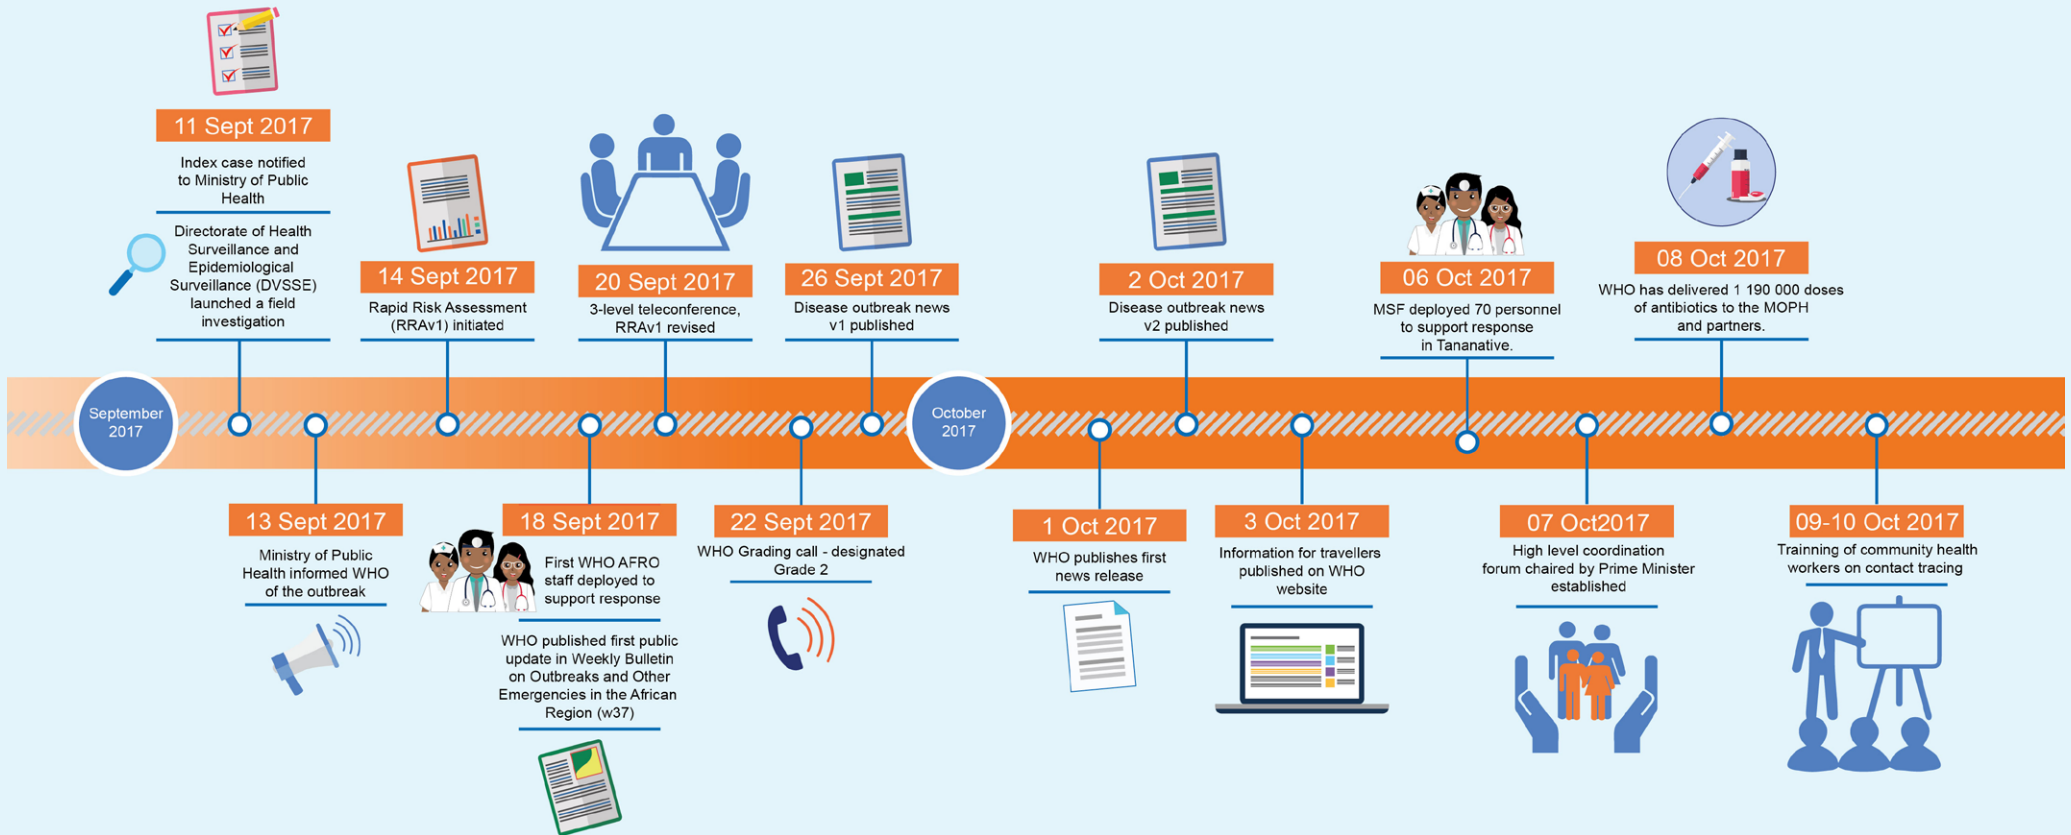 September
2017
11 Sept 2017
Index case notified
to Ministry of Public
Health
Directorate of Health
Surveillance and
Epidemiological
Surveillance (DVSSE)
launched a field
investigation
13 Sept 2017
Ministry of Public
Health informed WHO
of the outbreak
14 Sept 2017
Rapid Risk Assessment
(RRAv1) initiated
18 Sept 2017
First WHO AFRO
staff deployed to
support response
WHO published first public
update in Weekly Bulletin
on Outbreaks and Other
Emergencies in the African
Region (w37)
20 Sept 2017
3-level teleconference,
RRAv1 revised
22 Sept 2017
WHO Grading call - designated
Grade 2
26 Sept 2017
Disease outbreak news
v1 published
October
2017
1 Oct 2017
WHO publishes first
news release
2 Oct 2017
Disease outbreak news
v2 published
3 Oct 2017
Information for travellers
published on WHO
website
06 Oct 2017
MSF deployed 70 personnel
to support response
in Tananative.
07 Oct2017
High level coordination
forum chaired by Prime Minister
established
08 Oct 2017
WHO has delivered 1 190 000 doses
of antibiotics to the MOPH
and partners.
09-10 Oct 2017
Trainning of community health
workers on contact tracing